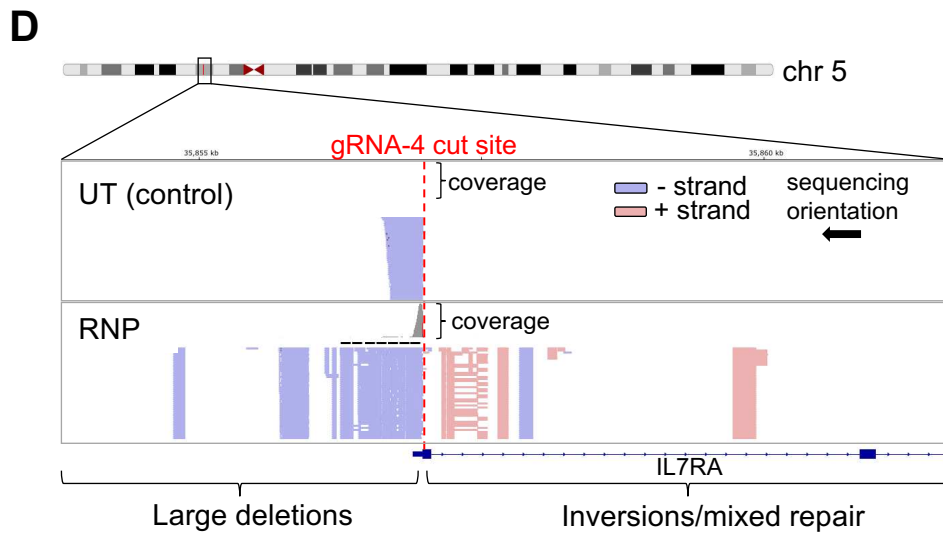 D
chr 5
gRNA-4 cut site
35,855 kb
35,860 kb
UT (control)
coverage
- strand
+ strand
sequencing
orientation
RNP
coverage
IL7RA
Large deletions
Inversions/mixed repair